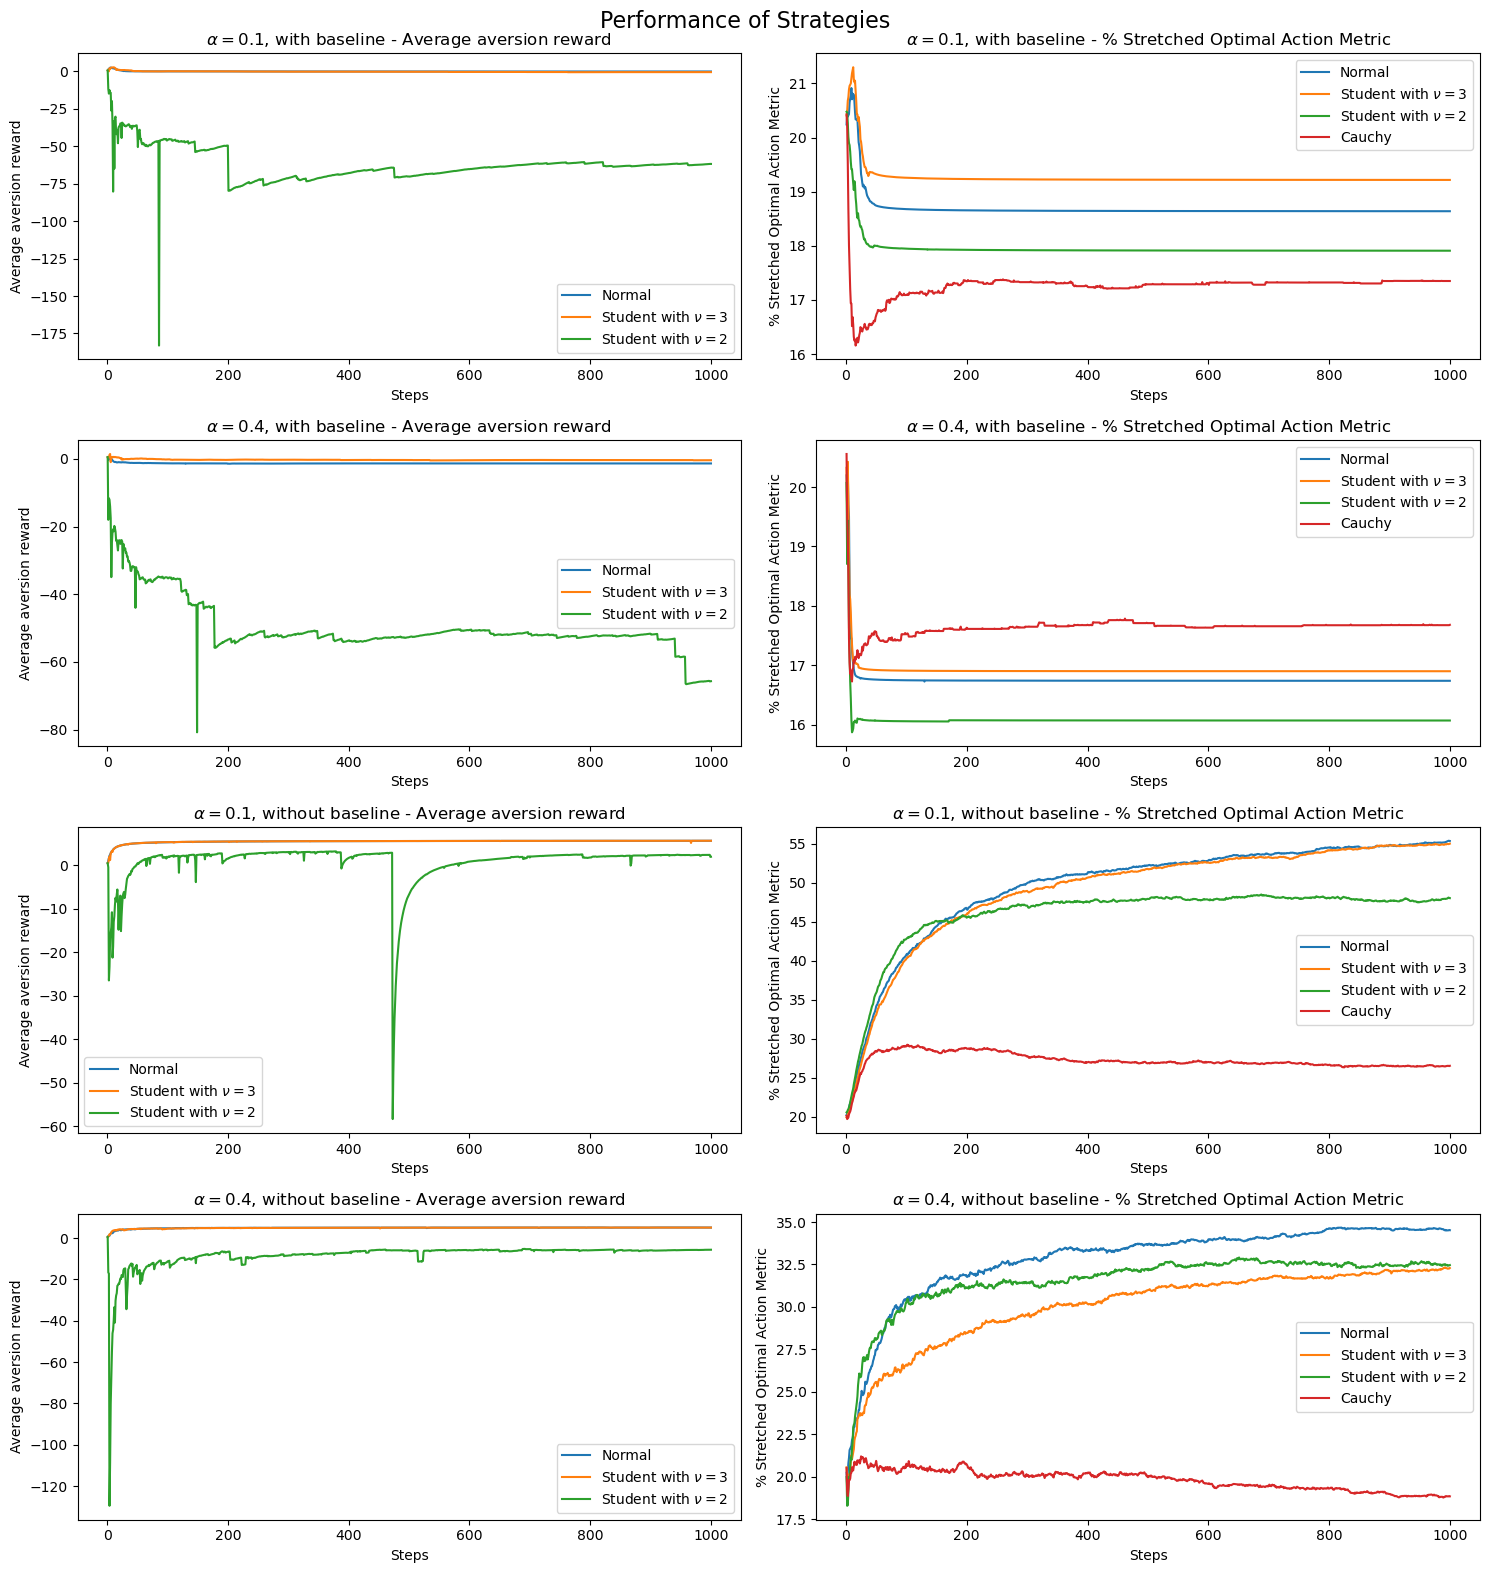 Performance of Strategies
α = 0.1, with baseline - Average aversion reward
Average aversion reward
0
−25
−50
−75
−100
−125
−150
−175
Normal
Student with ν = 3
Student with ν = 2
0 200 400 600 800 1000
Steps
α = 0.1, with baseline - % Stretched Optimal Action Metric
% Stretched Optimal Action Metric
21
20
19
18
17
16
Normal
Student with ν = 3
Student with ν = 2
Cauchy
0 200 400 600 800 1000
Steps
α = 0.4, with baseline - Average aversion reward
Average aversion reward
0
−20
−40
−60
−80
Normal
Student with ν = 3
Student with ν = 2
0 200 400 600 800 1000
Steps
α = 0.4, with baseline - % Stretched Optimal Action Metric
% Stretched Optimal Action Metric
20
19
18
17
16
Normal
Student with ν = 3
Student with ν = 2
Cauchy
0 200 400 600 800 1000
Steps
α = 0.1, without baseline - Average aversion reward
Average aversion reward
0
−10
−20
−30
−40
−50
−60
Normal
Student with ν = 3
Student with ν = 2
0 200 400 600 800 1000
Steps
α = 0.1, without baseline - % Stretched Optimal Action Metric
% Stretched Optimal Action Metric
55
50
45
40
35
30
25
20
Normal
Student with ν = 3
Student with ν = 2
Cauchy
0 200 400 600 800 1000
Steps
α = 0.4, without baseline - Average aversion reward
Average aversion reward
0
−20
−40
−60
−80
−100
−120
Normal
Student with ν = 3
Student with ν = 2
0 200 400 600 800 1000
Steps
α = 0.4, without baseline - % Stretched Optimal Action Metric
% Stretched Optimal Action Metric
35.0
32.5
30.0
27.5
25.0
22.5
20.0
17.5
Normal
Student with ν = 3
Student with ν = 2
Cauchy
0 200 400 600 800 1000
Steps